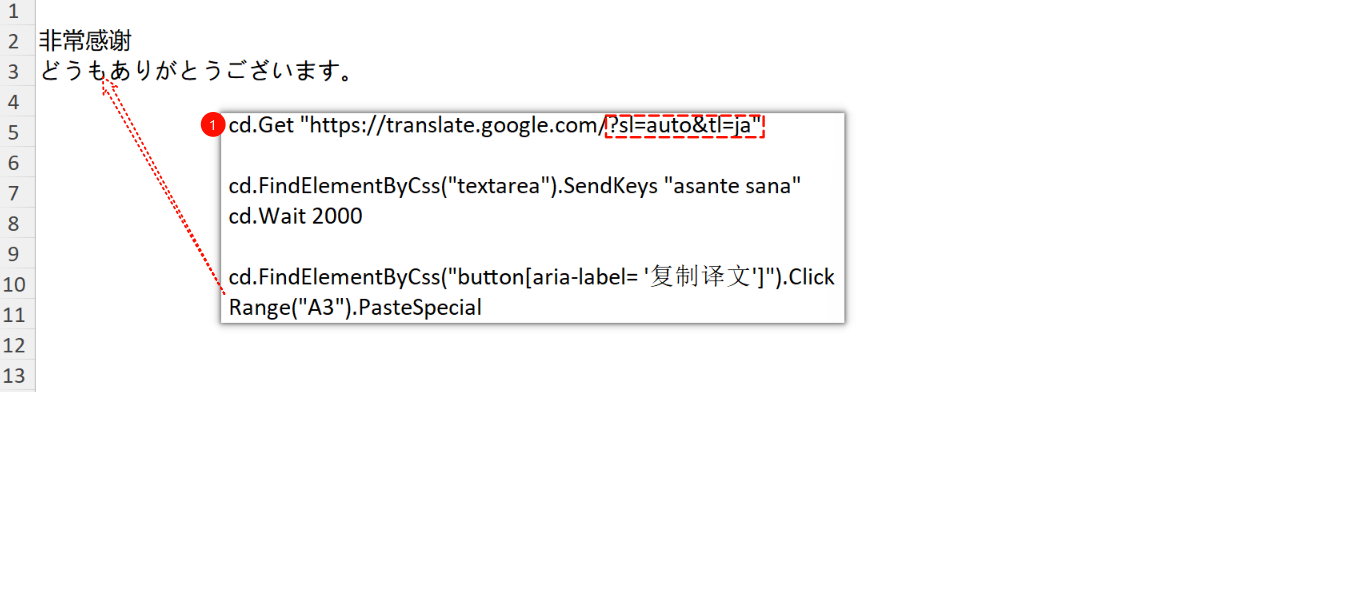 1
2 非常感谢
3 どうもありがとうございます。
4
1 cd.Get "https://translate.google.com/?sl=auto&tl=ja"
5
6
7 cd.FindElementByCss("textarea").SendKeys "asante sana"
8 cd.Wait 2000
9
10 cd.FindElementByCss("button[aria-label= '复制译文']").Click
11 Range("A3").PasteSpecial
12
13